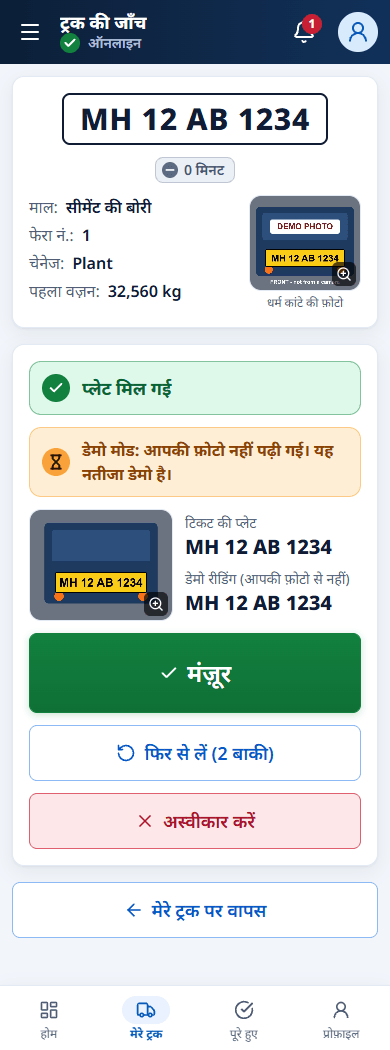 ट्रक की जाँच
ऑनलाइन
1
MH 12 AB 1234
0 मिनट
माल: सीमेंट की बोरी
फेरा नं.: 1
चेनेज: Plant
पहला वज़न: 32,560 kg
DEMO PHOTO
MH 12 AB 1234
धर्म कांटे की फ़ोटो
प्लेट मिल गई
डेमो मोड: आपकी फ़ोटो नहीं पढ़ी गई। यह
नतीजा डेमो है।
MH 12 AB 1234
टिकट की प्लेट
MH 12 AB 1234
डेमो रीडिंग (आपकी फ़ोटो से नहीं)
MH 12 AB 1234
मंज़ूर
फिर से लें (2 बाकी)
अस्वीकार करें
मेरे ट्रक पर वापस
होम
मेरे ट्रक
पूरे हुए
प्रोफ़ाइल